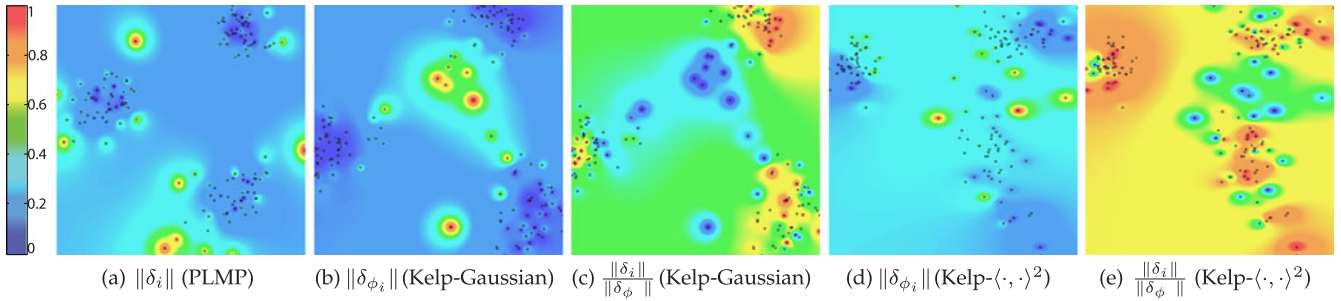 1
0.8
0.6
0.4
0.2
0
(a) ‖δ_i‖ (PLMP)
(b) ‖δ_{ϕ_i}‖ (Kelp-Gaussian)
(c) ‖δ_i‖ / ‖δ_ϕ ‖ (Kelp-Gaussian)
(d) ‖δ_{ϕ_i}‖ (Kelp-⟨·, ·⟩²)
(e) ‖δ_i‖ / ‖δ_ϕ ‖ (Kelp-⟨·, ·⟩²)